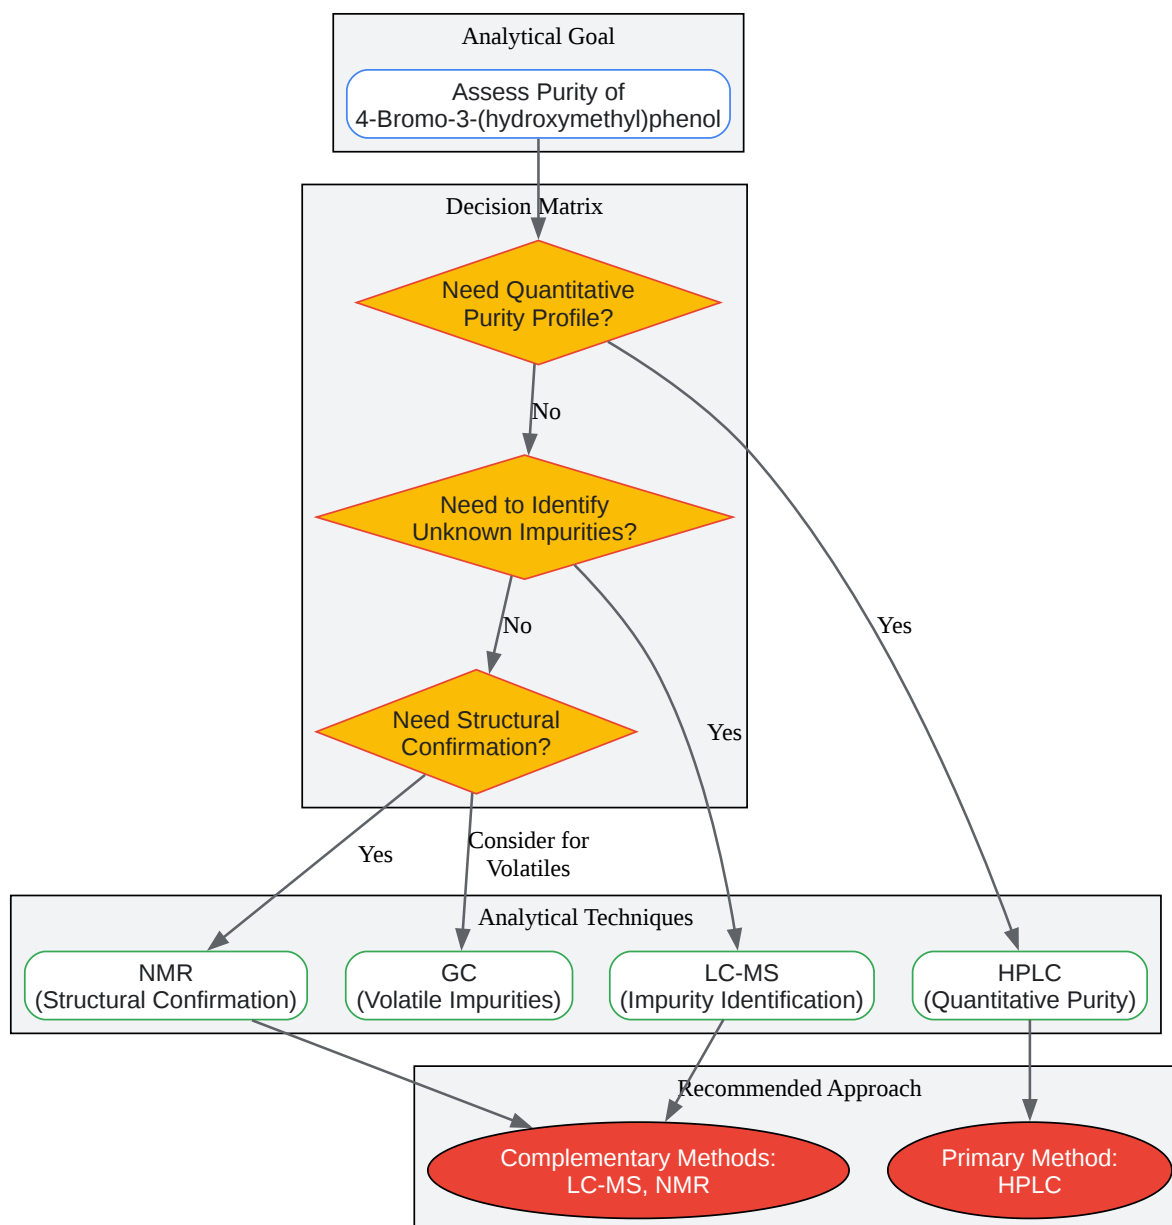 Analytical Goal
Assess Purity of
4-Bromo-3-(hydroxymethyl)phenol
Decision Matrix
Need Quantitative
Purity Profile?
No
Need to Identify
Unknown Impurities?
No
Yes
Need Structural
Confirmation?
Yes
Yes
Consider for
Volatiles
Analytical Techniques
NMR
(Structural Confirmation)
GC
(Volatile Impurities)
LC-MS
(Impurity Identification)
HPLC
(Quantitative Purity)
Recommended Approach
Complementary Methods:
LC-MS, NMR
Primary Method:
HPLC